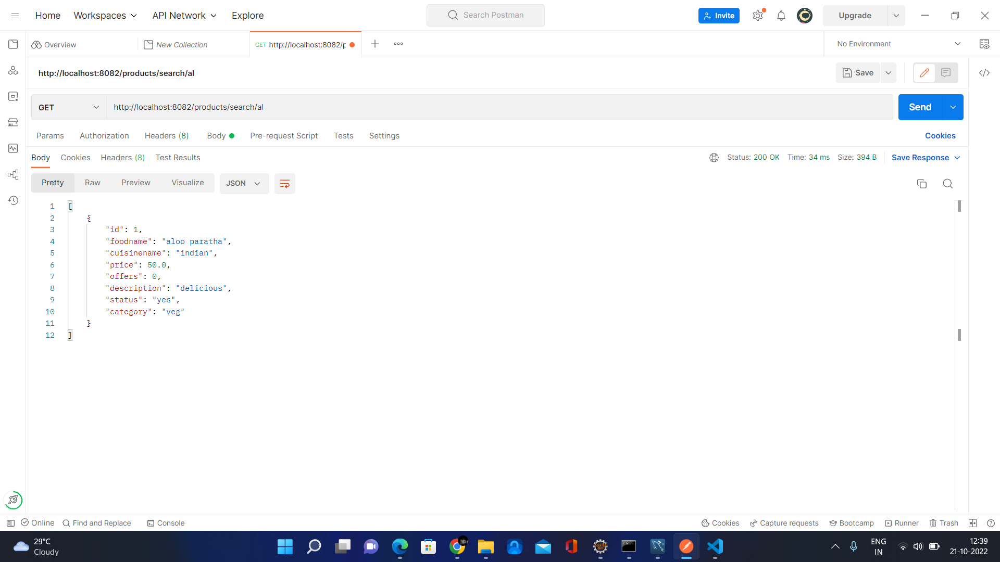 Home Workspaces API Network Explore Search Postman Invite Upgrade
Overview New Collection GET http://localhost:8082/p No Environment
http://localhost:8082/products/search/al Save
GET http://localhost:8082/products/search/al Send
Params Authorization Headers (8) Body Pre-request Script Tests Settings Cookies
Body Cookies Headers (8) Test Results Status: 200 OK Time: 34 ms Size: 394 B Save Response
Pretty Raw Preview Visualize JSON
1 [
2 {
3 "id": 1,
4 "foodname": "aloo paratha",
5 "cuisinename": "indian",
6 "price": 50.0,
7 "offers": 0,
8 "description": "delicious",
9 "status": "yes",
10 "category": "veg"
11 }
12 ]
Online Find and Replace Console Cookies Capture requests Bootcamp Runner Trash
29°C
Cloudy
ENG
IN
12:39
21-10-2022